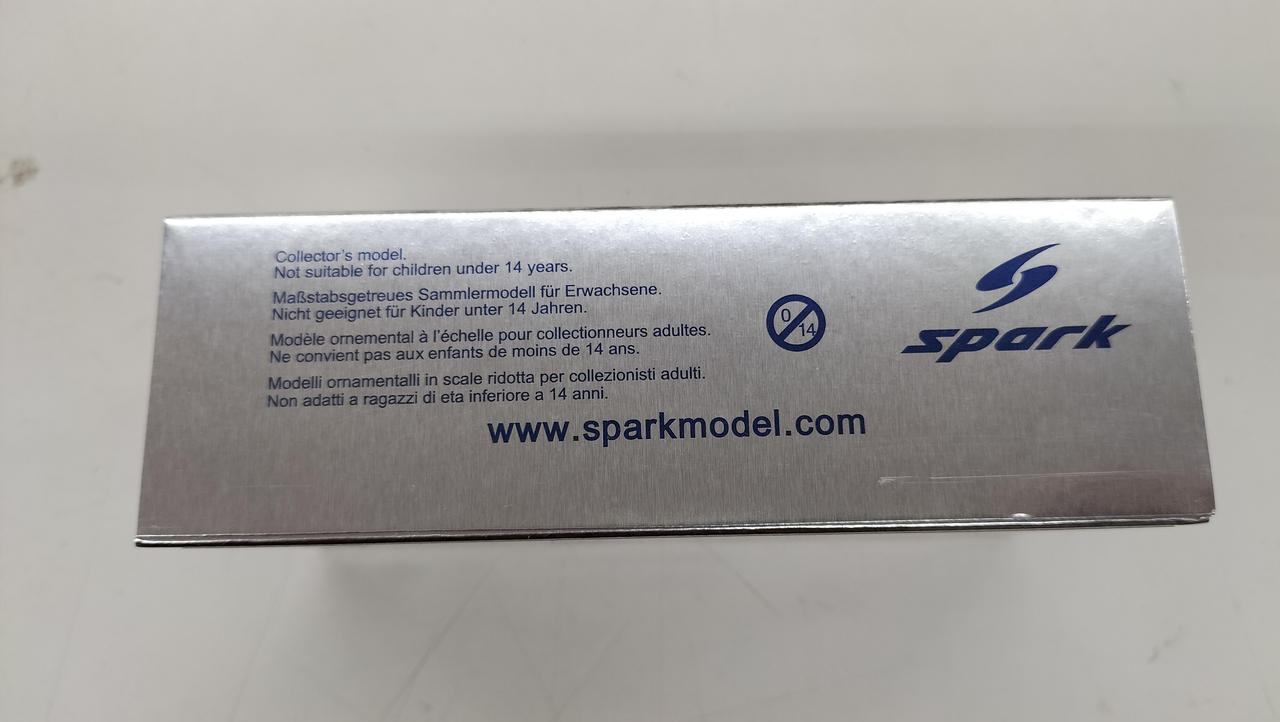 Collector's model.
Not suitable for children under 14 years.
Maßstabsgetreues Sammlermodell für Erwachsene.
Nicht geeignet für Kinder unter 14 Jahren.
Modèle ornemental à l'échelle pour collectionneurs adultes.
Ne convient pas aux enfants de moins de 14 ans.
Modelli ornamentalli in scale ridotta per collezionisti adulti.
Non adatti a ragazzi di eta inferiore a 14 anni.
0
14
spark
www.sparkmodel.com